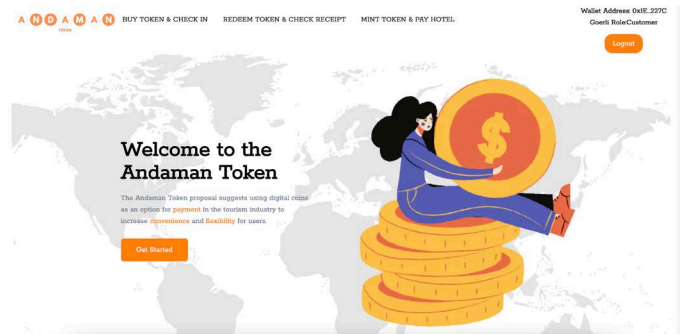 ANDAMAN
TOKEN
BUY TOKEN & CHECK IN
REDEEM TOKEN & CHECK RECEIPT
MINT TOKEN & PAY HOTEL
Wallet Address: 0x1E...227C
Goerli Role:Customer
Logout
Welcome to the
Andaman Token
The Andaman Token proposal suggests using digital coins
as an option for payment in the tourism industry to
increase convenience and flexibility for users.
Get Started
$